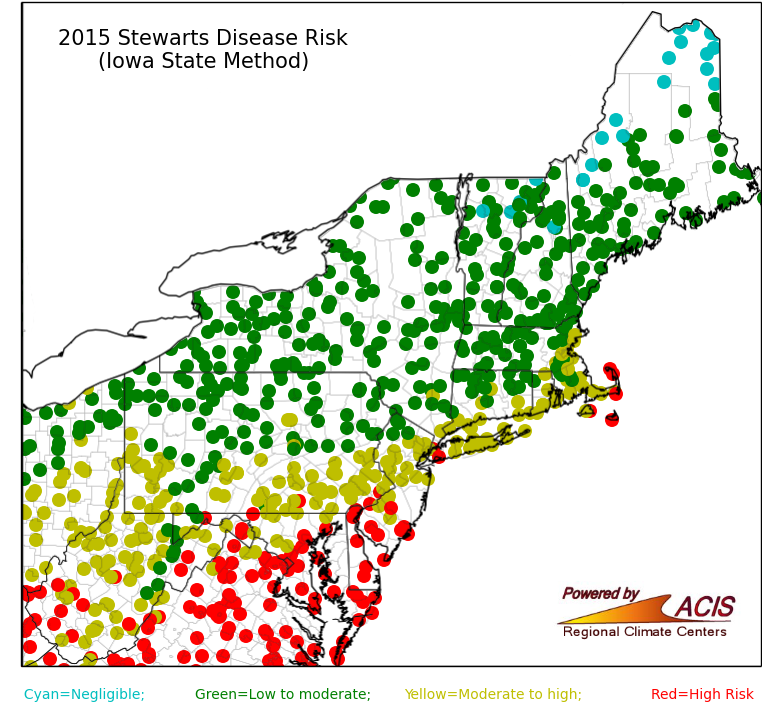 2015 Stewarts Disease Risk
(Iowa State Method)
Powered by
ACIS
Regional Climate Centers
Cyan=Negligible; Green=Low to moderate; Yellow=Moderate to high; Red=High Risk